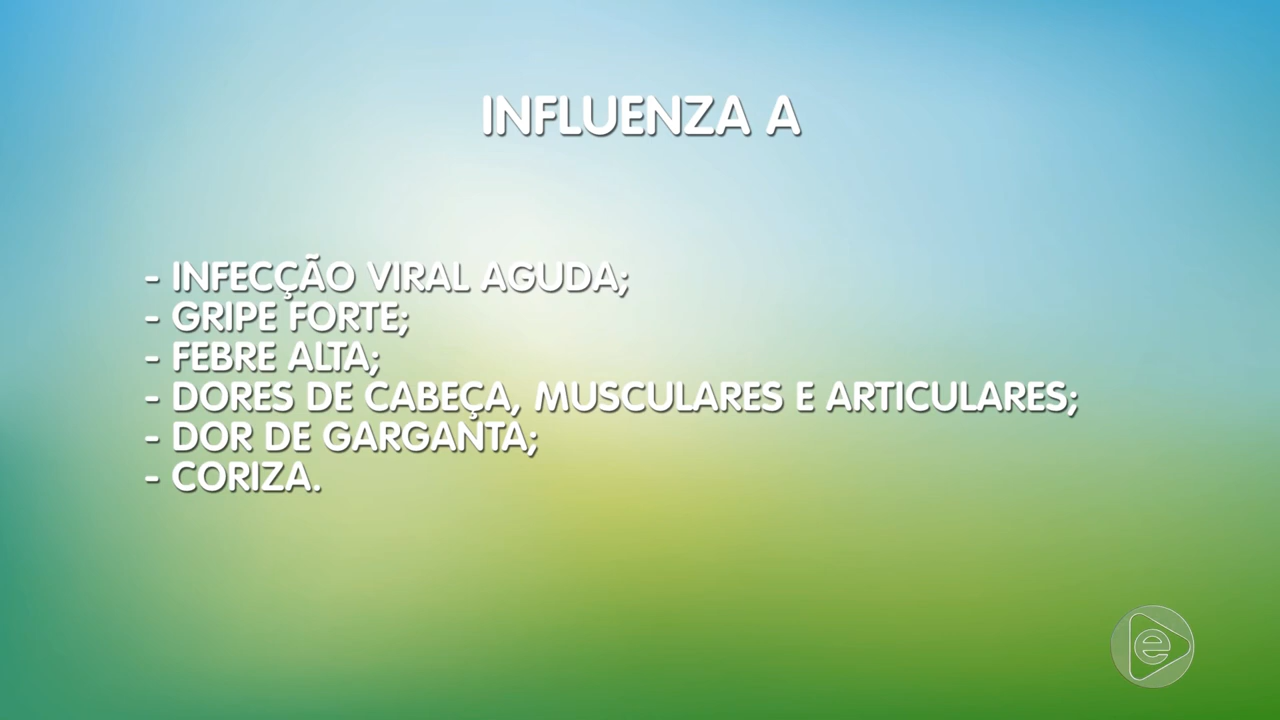 INFLUENZA A
- INFECÇÃO VIRAL AGUDA;
- GRIPE FORTE;
- FEBRE ALTA;
- DORES DE CABEÇA, MUSCULARES E ARTICULARES;
- DOR DE GARGANTA;
- CORIZA.
e